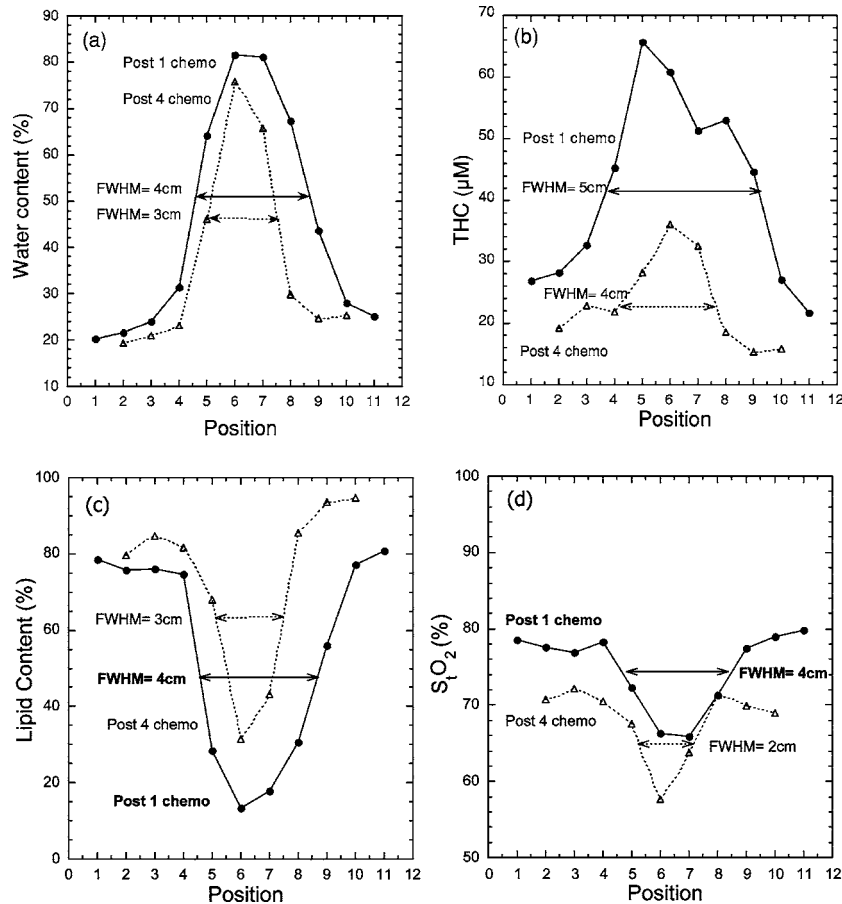 (a)
Post 1 chemo
Post 4 chemo
FWHM= 4cm
FWHM= 3cm
Water content (%)
90
80
70
60
50
40
30
20
10
0 1 2 3 4 5 6 7 8 9 10 11 12
Position
(b)
Post 1 chemo
FWHM= 5cm
FWHM= 4cm
Post 4 chemo
THC (µM)
70
60
50
40
30
20
10
0 1 2 3 4 5 6 7 8 9 10 11 12
Position
(c)
FWHM= 3cm
FWHM= 4cm
Post 4 chemo
Post 1 chemo
Lipid Content (%)
100
80
60
40
20
0
0 1 2 3 4 5 6 7 8 9 10 11 12
Position
(d)
Post 1 chemo
FWHM= 4cm
Post 4 chemo
FWHM= 2cm
StO2 (%)
100
90
80
70
60
50
0 1 2 3 4 5 6 7 8 9 10 11 12
Position